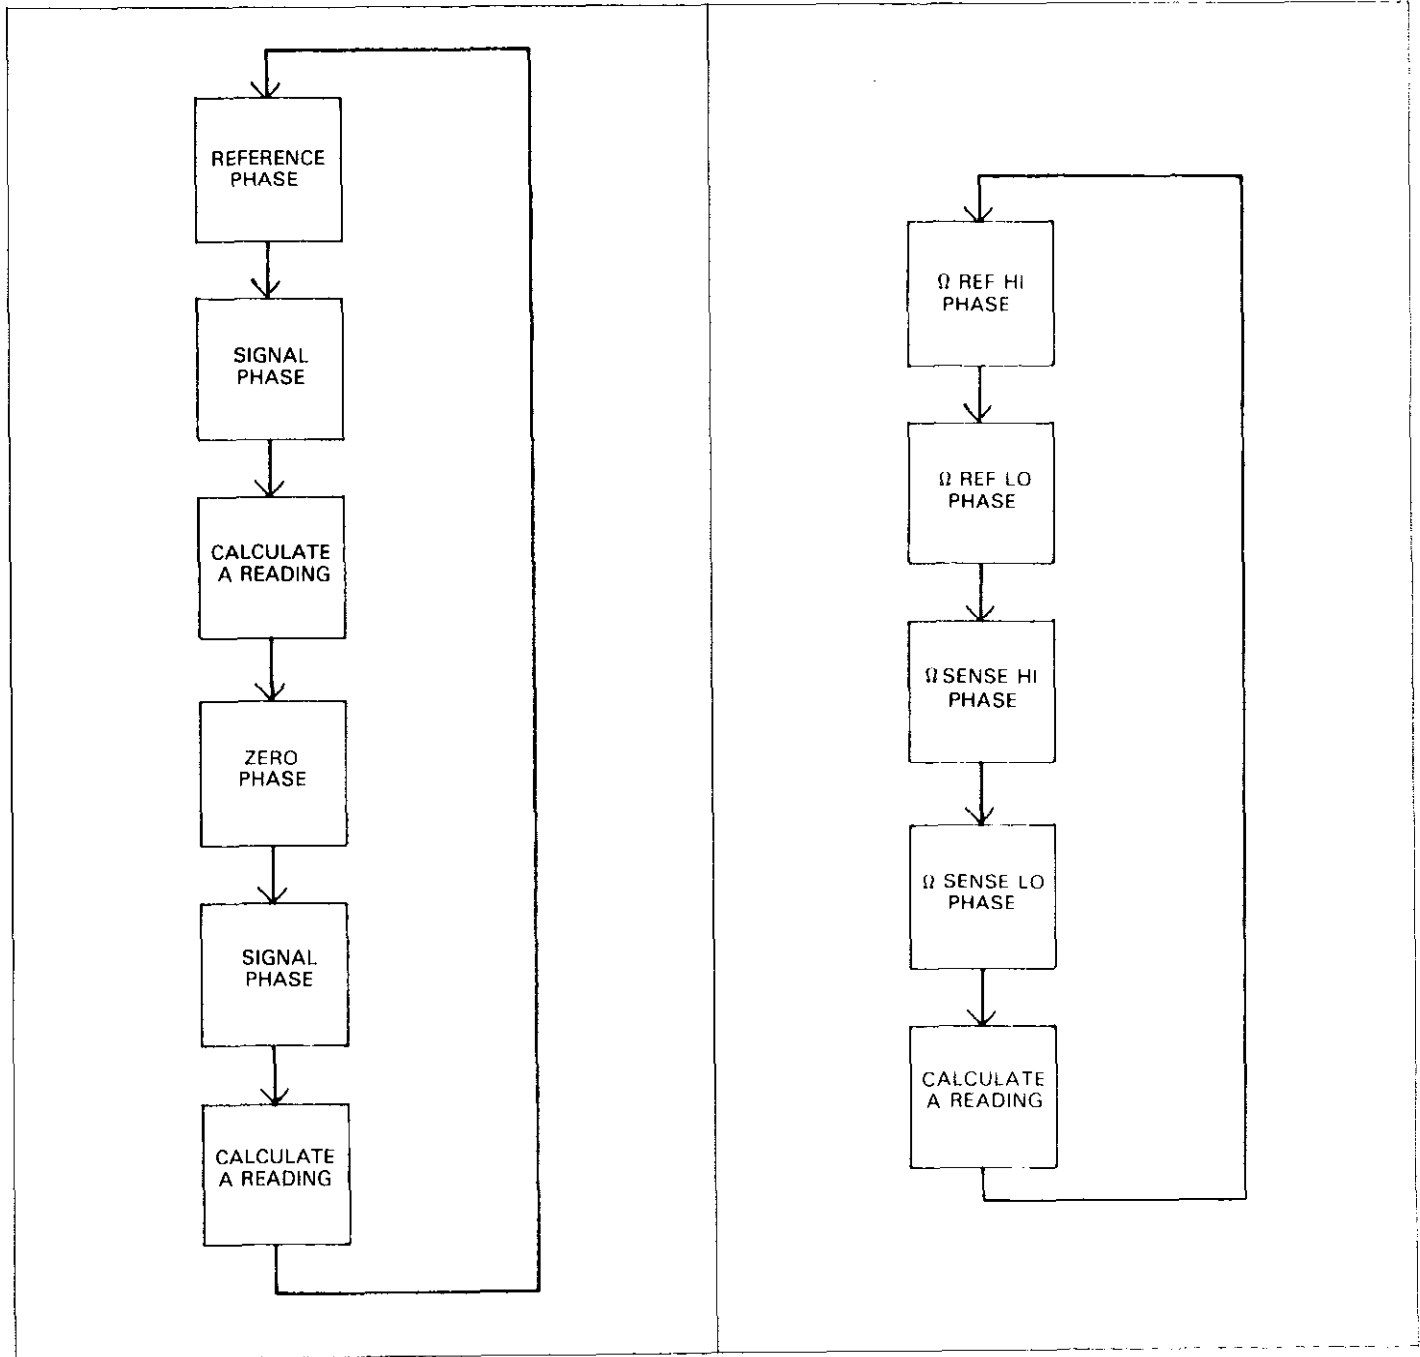 REFERENCE
PHASE
SIGNAL
PHASE
CALCULATE
A READING
ZERO
PHASE
SIGNAL
PHASE
CALCULATE
A READING
Ω REF HI
PHASE
Ω REF LO
PHASE
Ω SENSE HI
PHASE
Ω SENSE LO
PHASE
CALCULATE
A READING